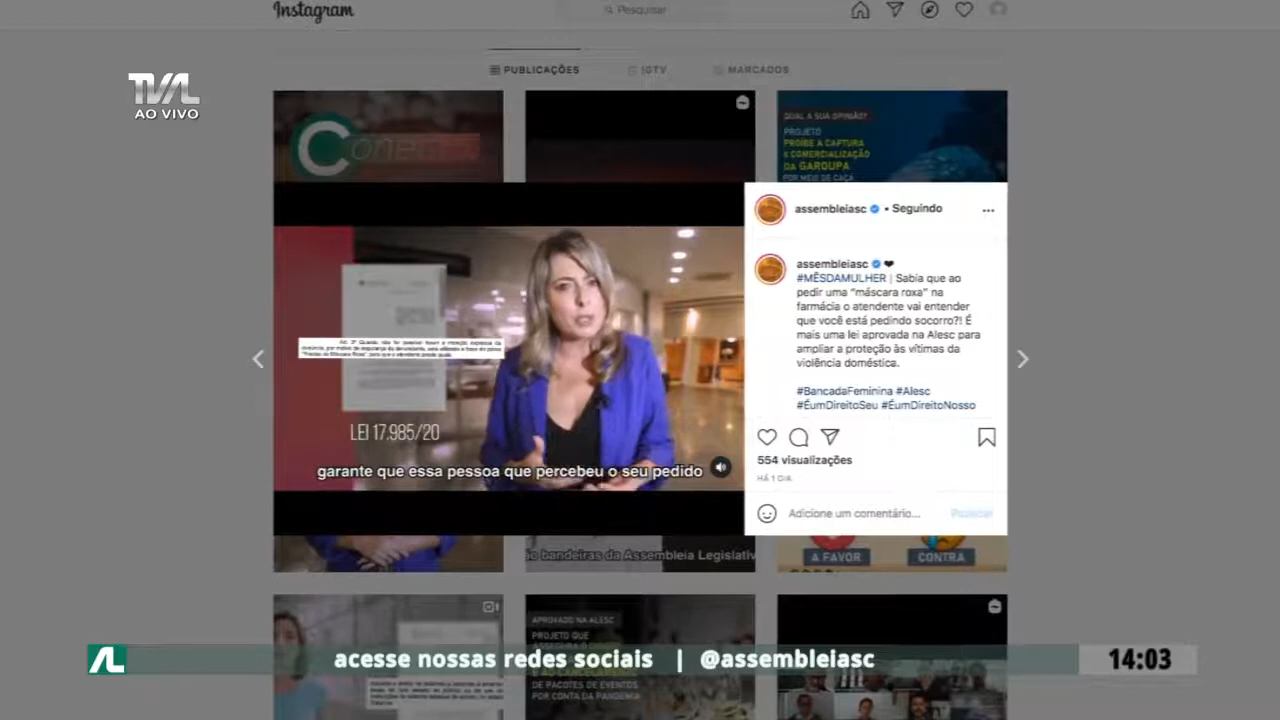 Instagram
Pesquisar
TVAL
AO VIVO
PUBLICAÇÕES
IGTV
MARCADOS
QUAL A SUA OPINIÃO?
PROJETO
PROÍBE A CAPTURA
E COMERCIALIZAÇÃO
DA GAROUPA
POR MEIO DE CAÇA
assembleiasc • Seguindo
...
assembleiasc ❤
#MÊSDAMULHER | Sabia que ao
pedir uma "máscara roxa" na
farmácia o atendente vai entender
que você está pedindo socorro?! É
mais uma lei aprovada na Alesc para
ampliar a proteção às vítimas da
violência doméstica.
#BancadaFeminina #Alesc
#ÉumDireitoSeu #ÉumDireitoNosso
LEI 17.985/20
garante que essa pessoa que percebeu o seu pedido
554 visualizações
HÁ 1 DIA
Adicione um comentário...
Publicar
bandeiras da Assembleia Legislativ
A FAVOR
CONTRA
APROVADO NA ALESC
PROJETO QUE
DE PACOTES DE EVENTOS
POR CONTA DA PANDEMIA
AL
acesse nossas redes sociais | @assembleiasc
14:03